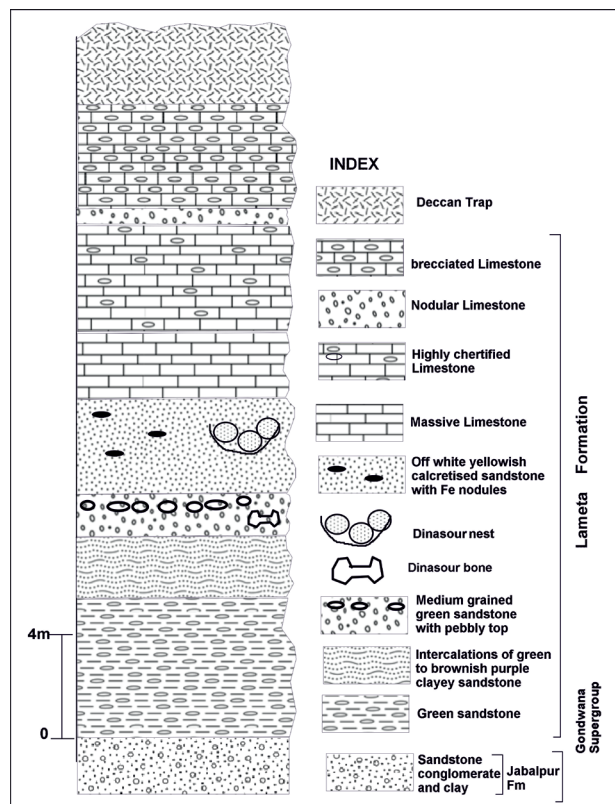 INDEX
Deccan Trap
brecciated Limestone
Nodular Limestone
Highly chertified
Limestone
Massive Limestone
Off white yellowish
calcretised sandstone
with Fe nodules
Dinasour nest
Dinasour bone
Medium grained
green sandstone
with pebbly top
Intercalations of green
to brownish purple
clayey sandstone
Green sandstone
Sandstone
conglomerate
and clay
Jabalpur
Fm
Lameta Formation
Gondwana
Supergroup
4m
0